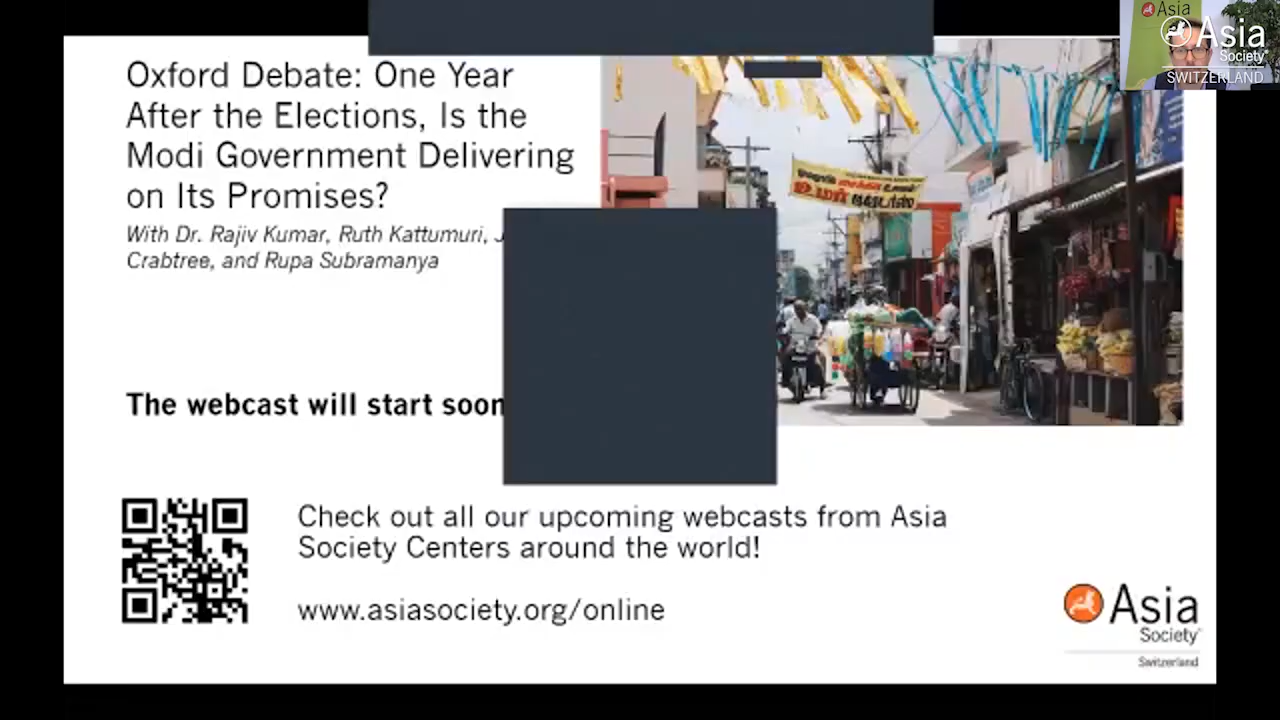 Oxford Debate: One Year
After the Elections, Is the
Modi Government Delivering
on Its Promises?
With Dr. Rajiv Kumar, Ruth Kattumuri,
Crabtree, and Rupa Subramanya
The webcast will start soon
Check out all our upcoming webcasts from Asia
Society Centers around the world!
www.asiasociety.org/online
Asia
Society
Switzerland
Asia
Asia
Society
SWITZERLAND